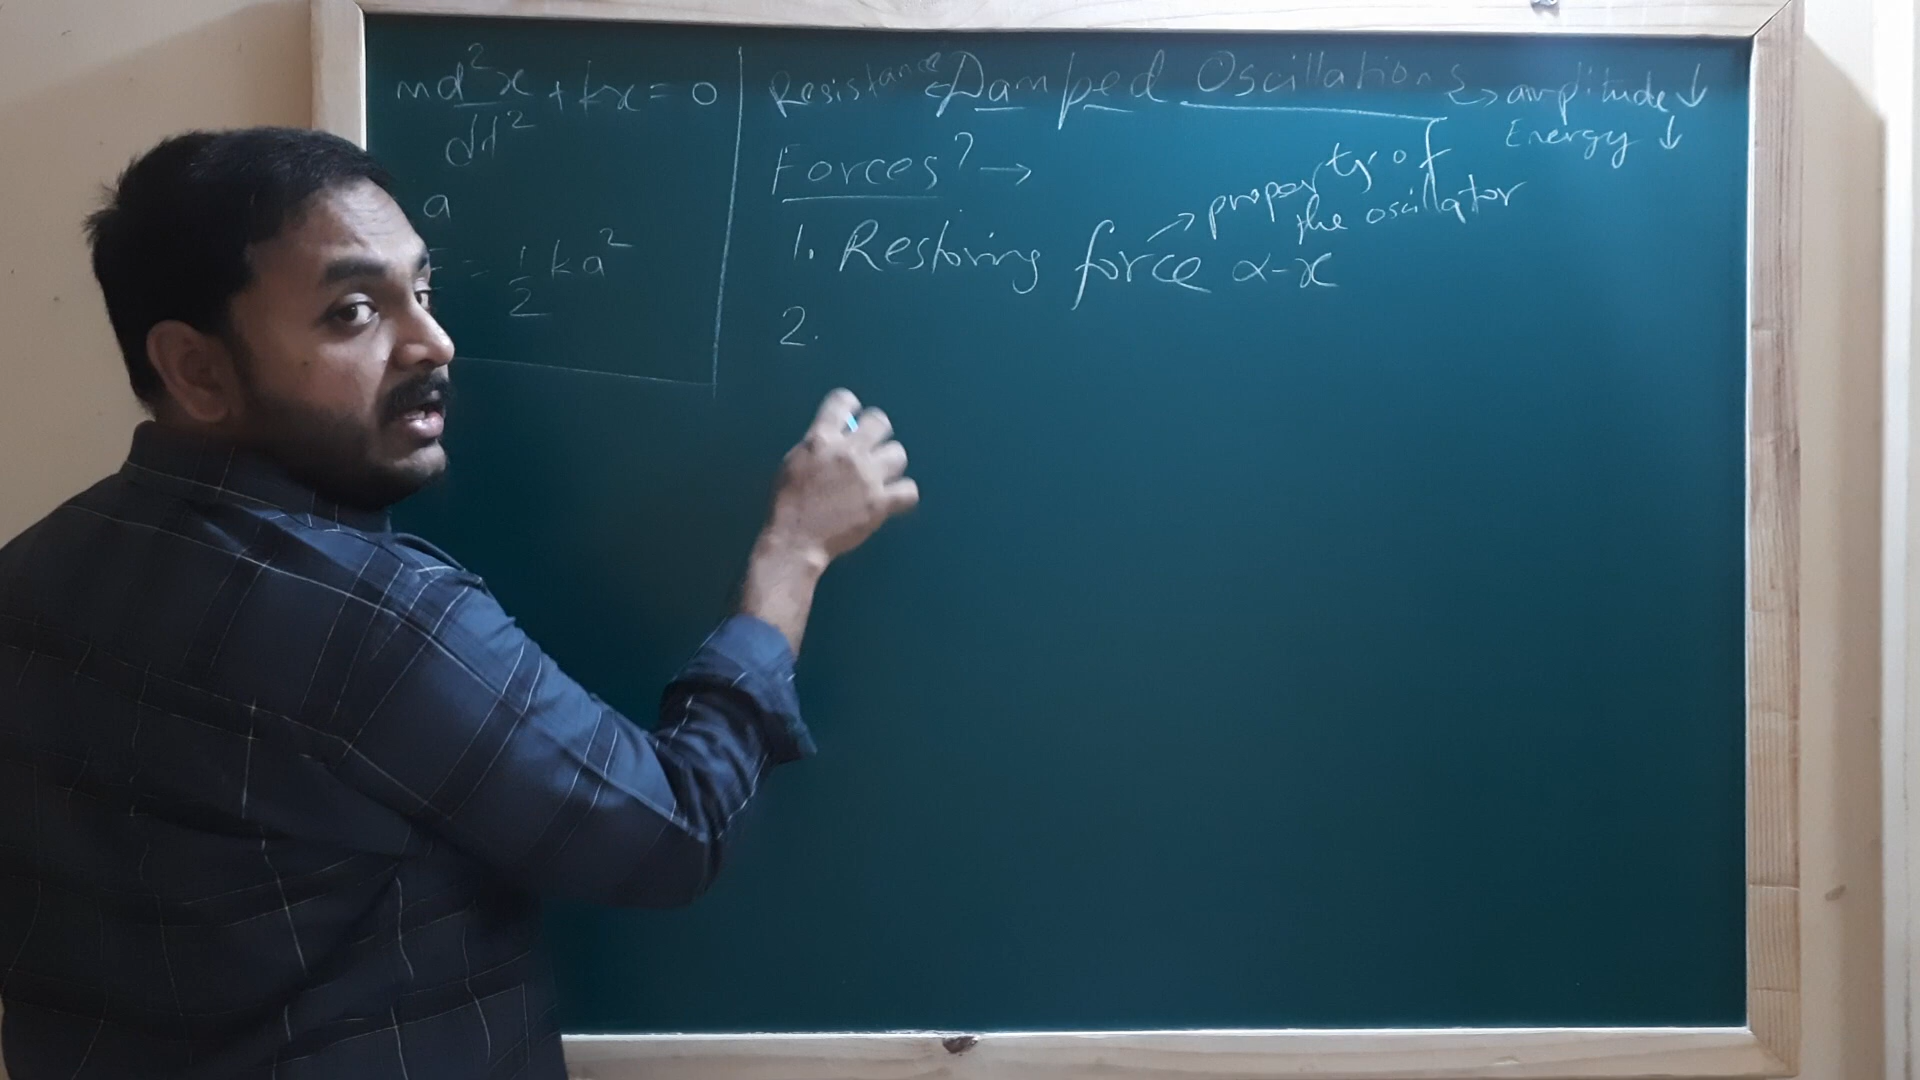 md²x/dt² + kx = 0
a
E = 1/2 ka²
Resistance ← Damped Oscillations → amplitude ↓
Energy ↓
Forces? →
1. Restoring force ∝ -x
→ property of
the oscillator
2.